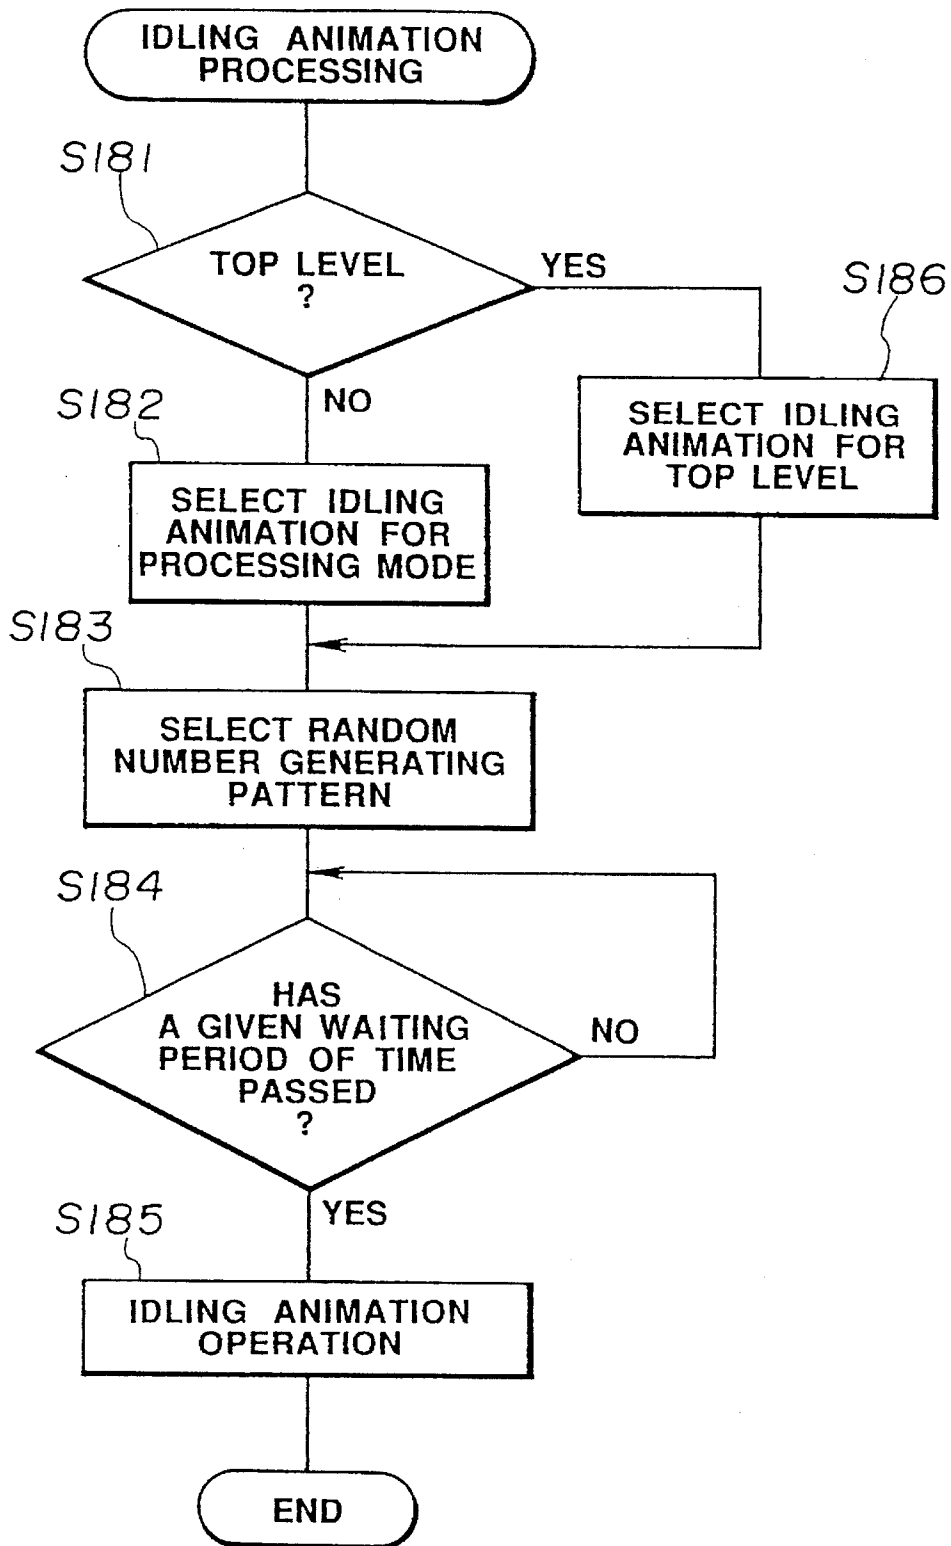 IDLING ANIMATION
PROCESSING
S181
TOP LEVEL
?
YES
S186
NO
S182
SELECT IDLING
ANIMATION FOR
TOP LEVEL
SELECT IDLING
ANIMATION FOR
PROCESSING MODE
S183
SELECT RANDOM
NUMBER GENERATING
PATTERN
S184
HAS
A GIVEN WAITING
PERIOD OF TIME
PASSED
?
NO
YES
S185
IDLING ANIMATION
OPERATION
END